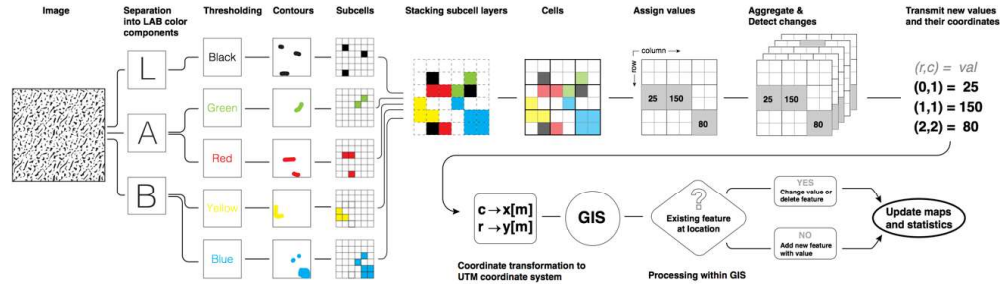 Image
Separation
into LAB color
components
Thresholding
Contours
Subcells
Stacking subcell layers
Cells
Assign values
Aggregate &
Detect changes
Transmit new values
and their coordinates
L
A
B
Black
Green
Red
Yellow
Blue
column
row
25 150
80
25 150
80
(r,c) = val
(0,1) = 25
(1,1) = 150
(2,2) = 80
c → x[m]
r → y[m]
GIS
?
Existing feature
at location
YES
Change value or
delete feature
NO
Add new feature
with value
Update maps
and statistics
Coordinate transformation to
UTM coordinate system
Processing within GIS